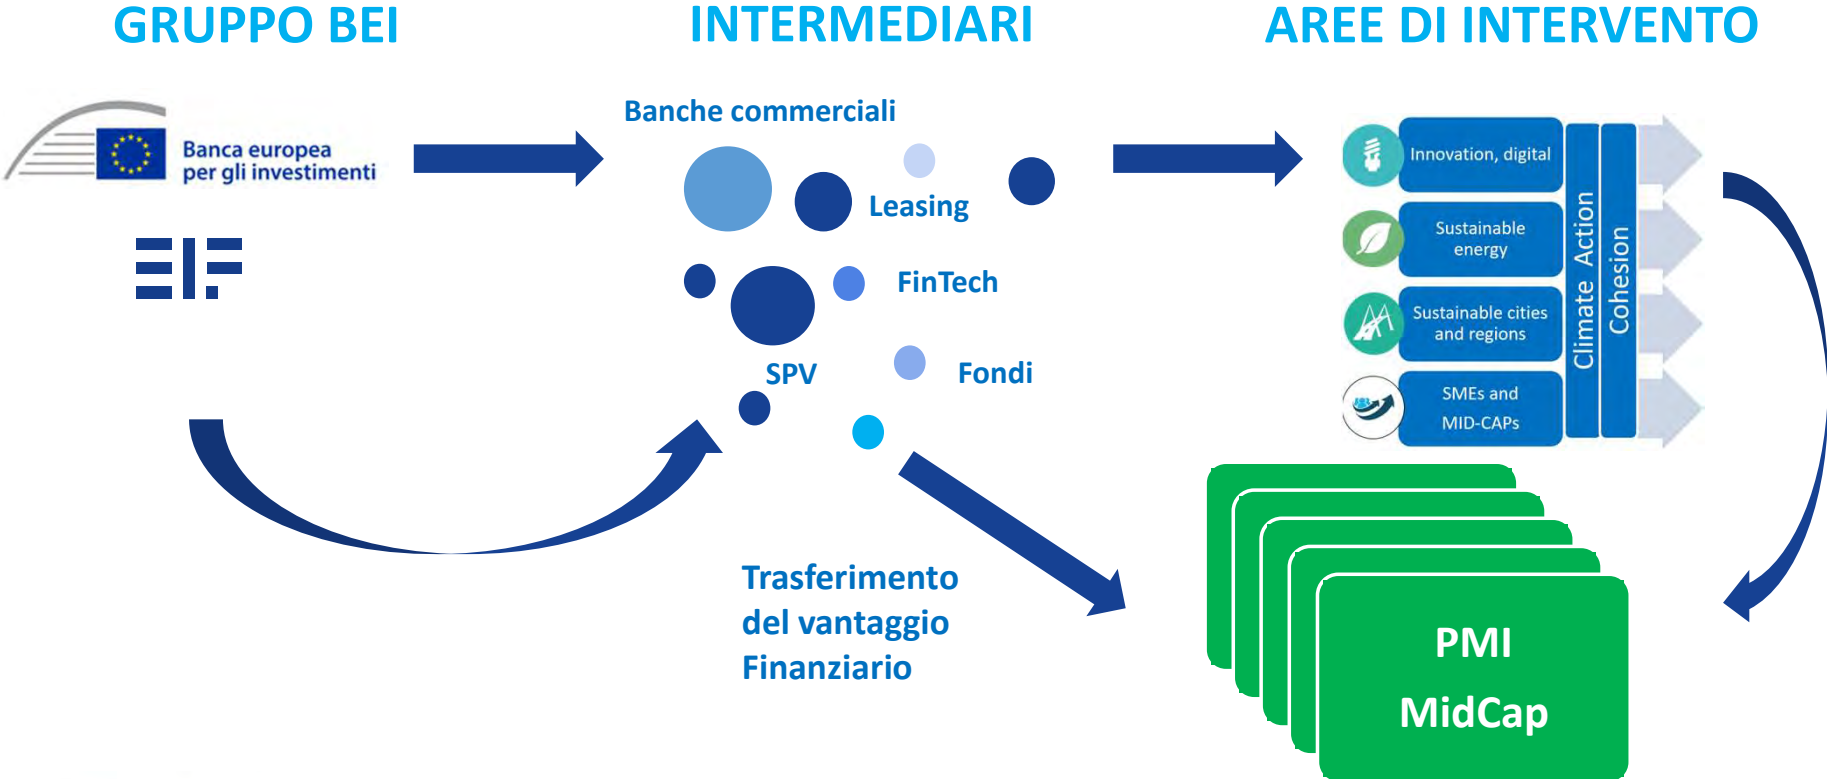 GRUPPO BEI
INTERMEDIARI
AREE DI INTERVENTO
Banca europea
per gli investimenti
EIF
Banche commerciali
Leasing
FinTech
SPV
Fondi
Trasferimento
del vantaggio
Finanziario
Innovation, digital
Sustainable
energy
Sustainable cities
and regions
SMEs and
MID-CAPs
Climate Action
Cohesion
PMI
MidCap